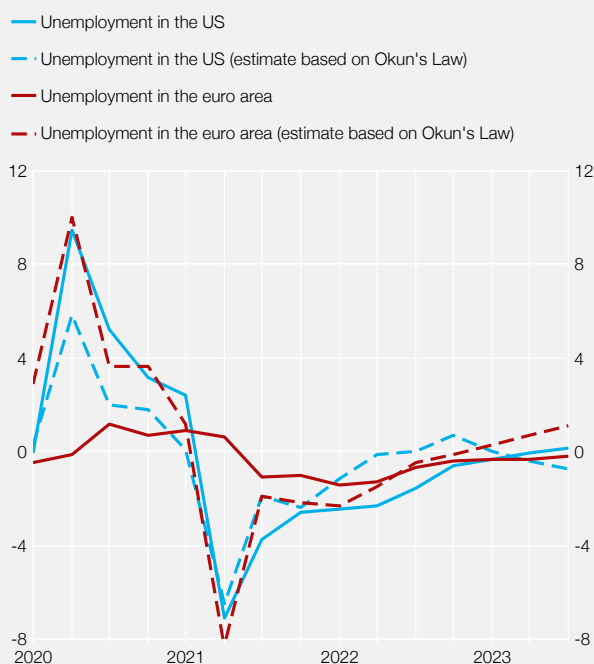 Unemployment in the US
Unemployment in the US (estimate based on Okun's Law)
Unemployment in the euro area
Unemployment in the euro area (estimate based on Okun's Law)
12 12
8 8
4 4
0 0
-4 -4
-8 -8
2020 2021 2022 2023